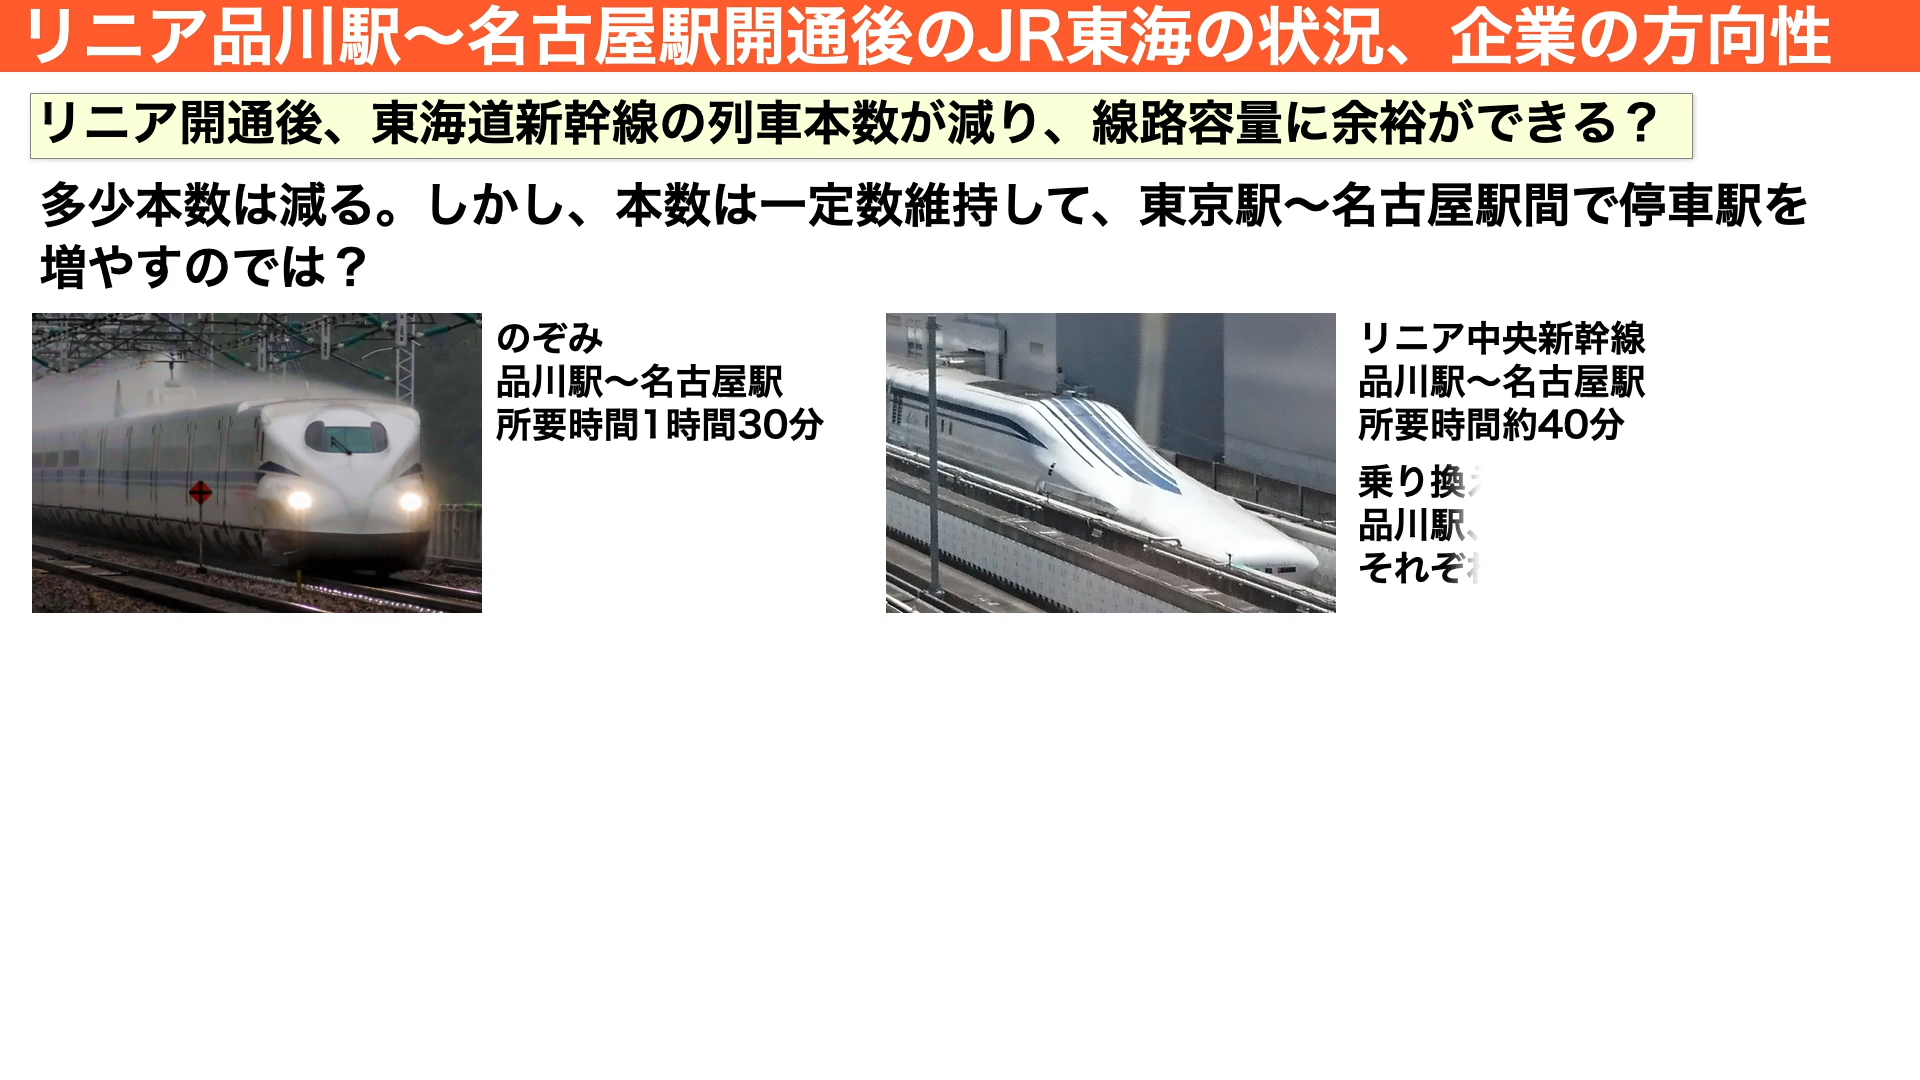 リニア品川駅〜名古屋駅開通後のJR東海の状況、企業の方向性
リニア開通後、東海道新幹線の列車本数が減り、線路容量に余裕ができる？
多少本数は減る。しかし、本数は一定数維持して、東京駅〜名古屋駅間で停車駅を
増やすのでは？
のぞみ
品川駅〜名古屋駅
所要時間1時間30分
リニア中央新幹線
品川駅〜名古屋駅
所要時間約40分
乗り換
品川駅、
それぞ